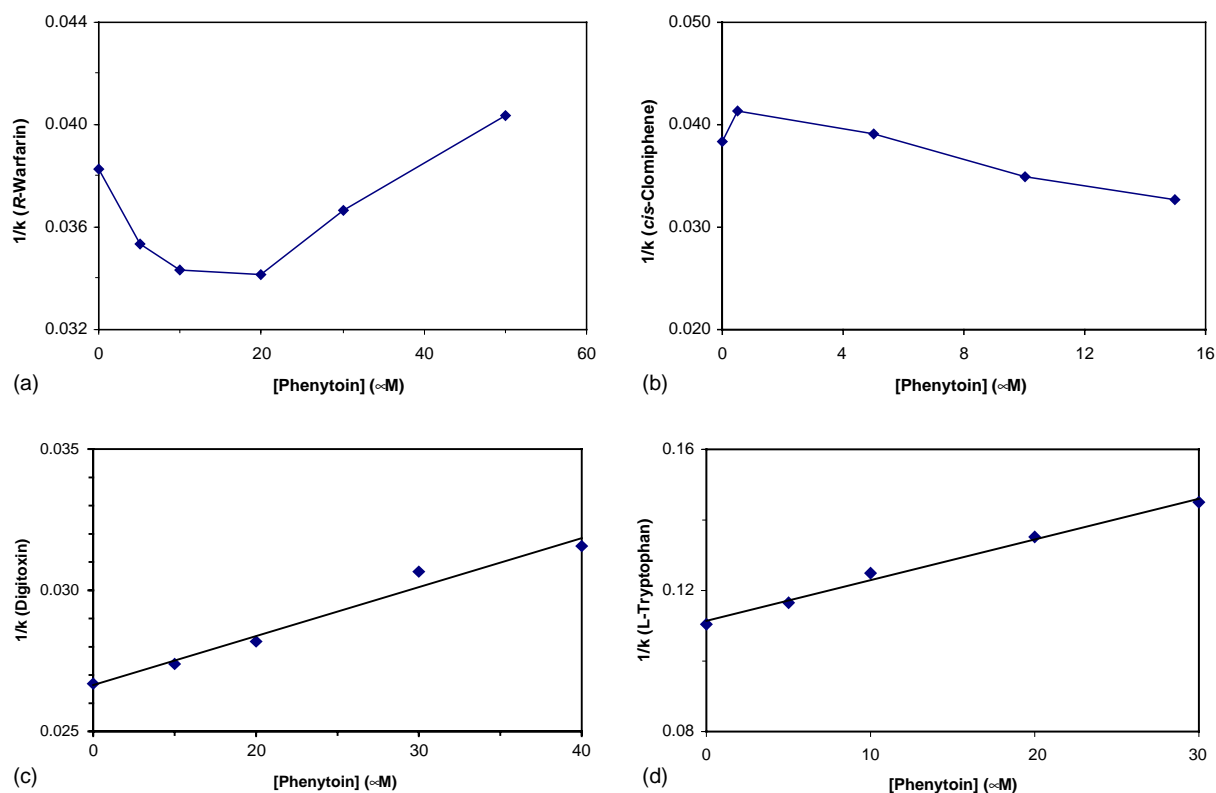 0.044
0.040
0.036
0.032
1/k (R-Warfarin)
0 20 40 60
[Phenytoin] (∝M)
(a)
0.050
0.040
0.030
0.020
1/k (cis-Clomiphene)
0 4 8 12 16
[Phenytoin] (∝M)
(b)
0.035
0.030
0.025
1/k (Digitoxin)
0 20 30 40
[Phenytoin] (∝M)
(c)
0.16
0.12
0.08
1/k (L-Tryptophan)
0 10 20 30
[Phenytoin] (∝M)
(d)